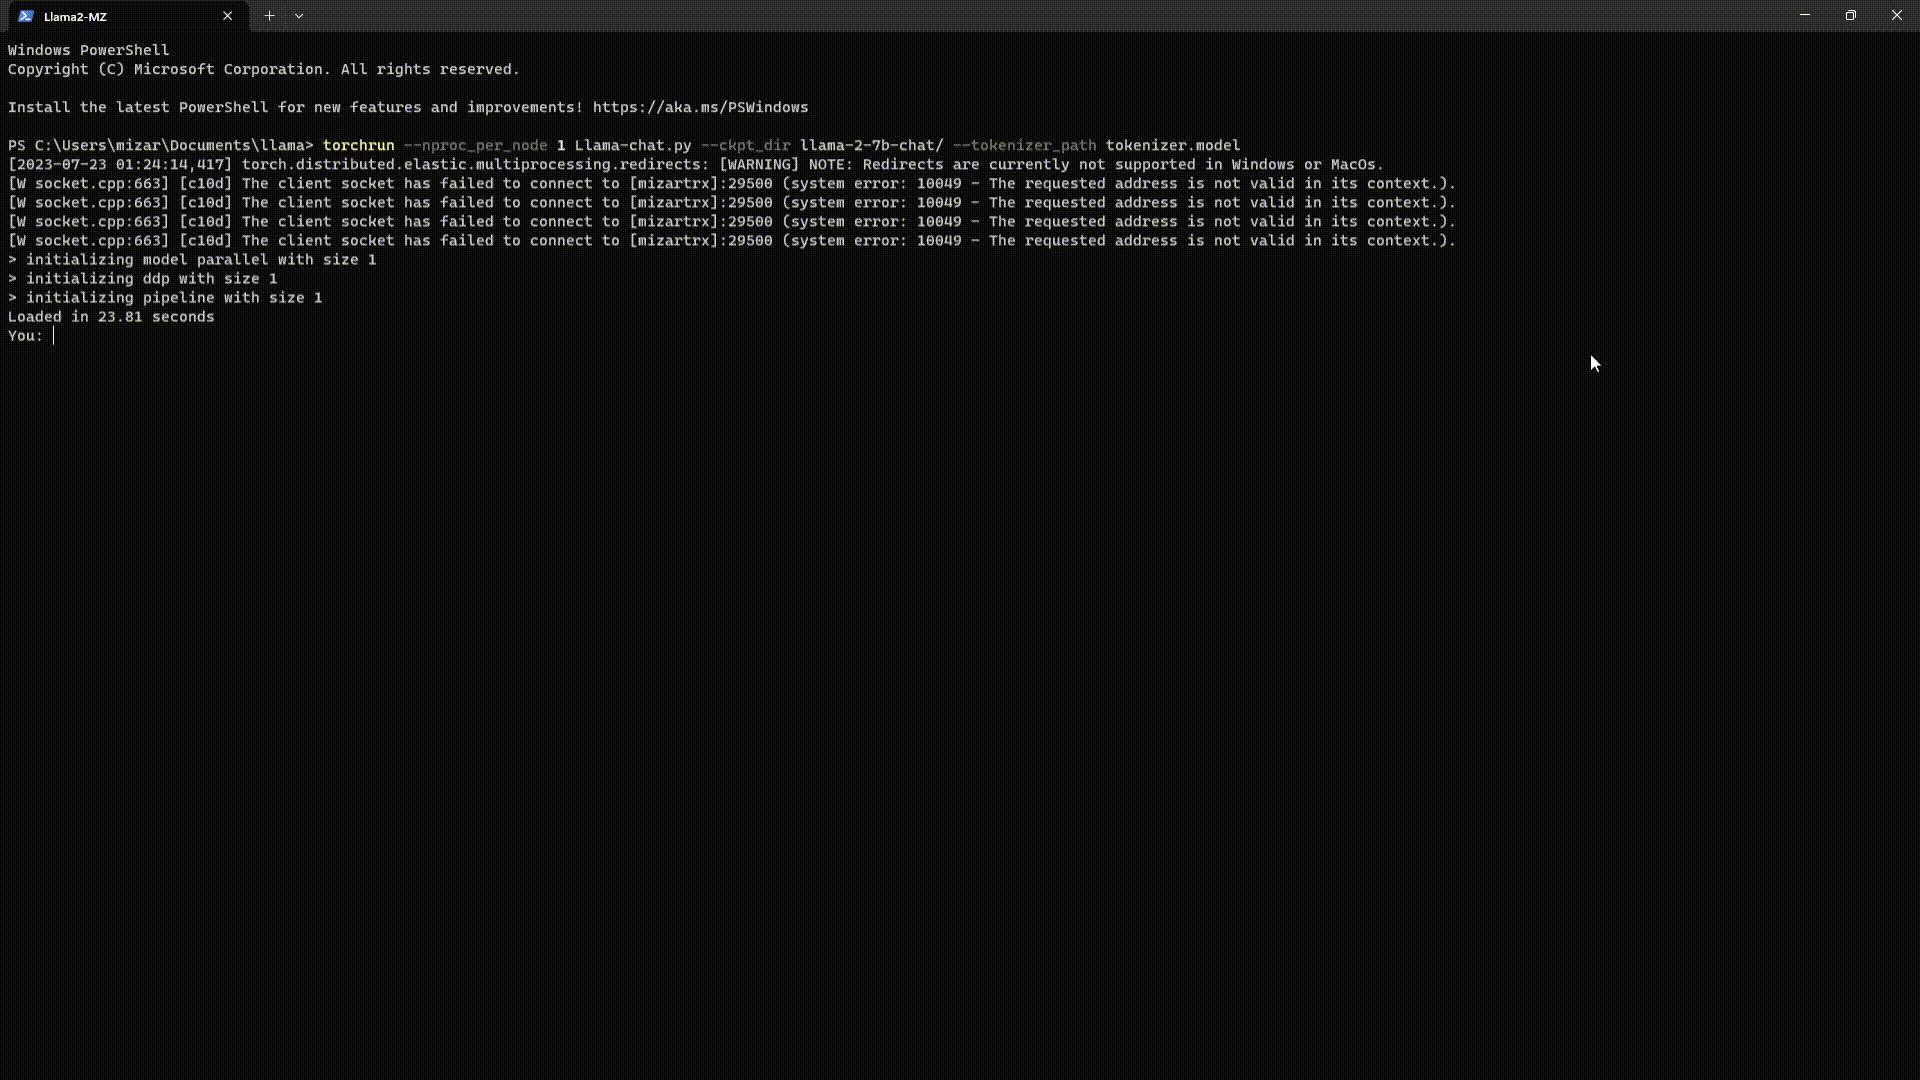 Llama2-MZ
Windows PowerShell
Copyright (C) Microsoft Corporation. All rights reserved.
Install the latest PowerShell for new features and improvements! https://aka.ms/PSWindows
PS C:\Users\mizar\Documents\llama> torchrun --nproc_per_node 1 Llama-chat.py --ckpt_dir llama-2-7b-chat/ --tokenizer_path tokenizer.model
[2023-07-23 01:24:14,417] torch.distributed.elastic.multiprocessing.redirects: [WARNING] NOTE: Redirects are currently not supported in Windows or MacOs.
[W socket.cpp:663] [c10d] The client socket has failed to connect to [mizartrx]:29500 (system error: 10049 - The requested address is not valid in its context.).
[W socket.cpp:663] [c10d] The client socket has failed to connect to [mizartrx]:29500 (system error: 10049 - The requested address is not valid in its context.).
[W socket.cpp:663] [c10d] The client socket has failed to connect to [mizartrx]:29500 (system error: 10049 - The requested address is not valid in its context.).
[W socket.cpp:663] [c10d] The client socket has failed to connect to [mizartrx]:29500 (system error: 10049 - The requested address is not valid in its context.).
> initializing model parallel with size 1
> initializing ddp with size 1
> initializing pipeline with size 1
Loaded in 23.81 seconds
You: